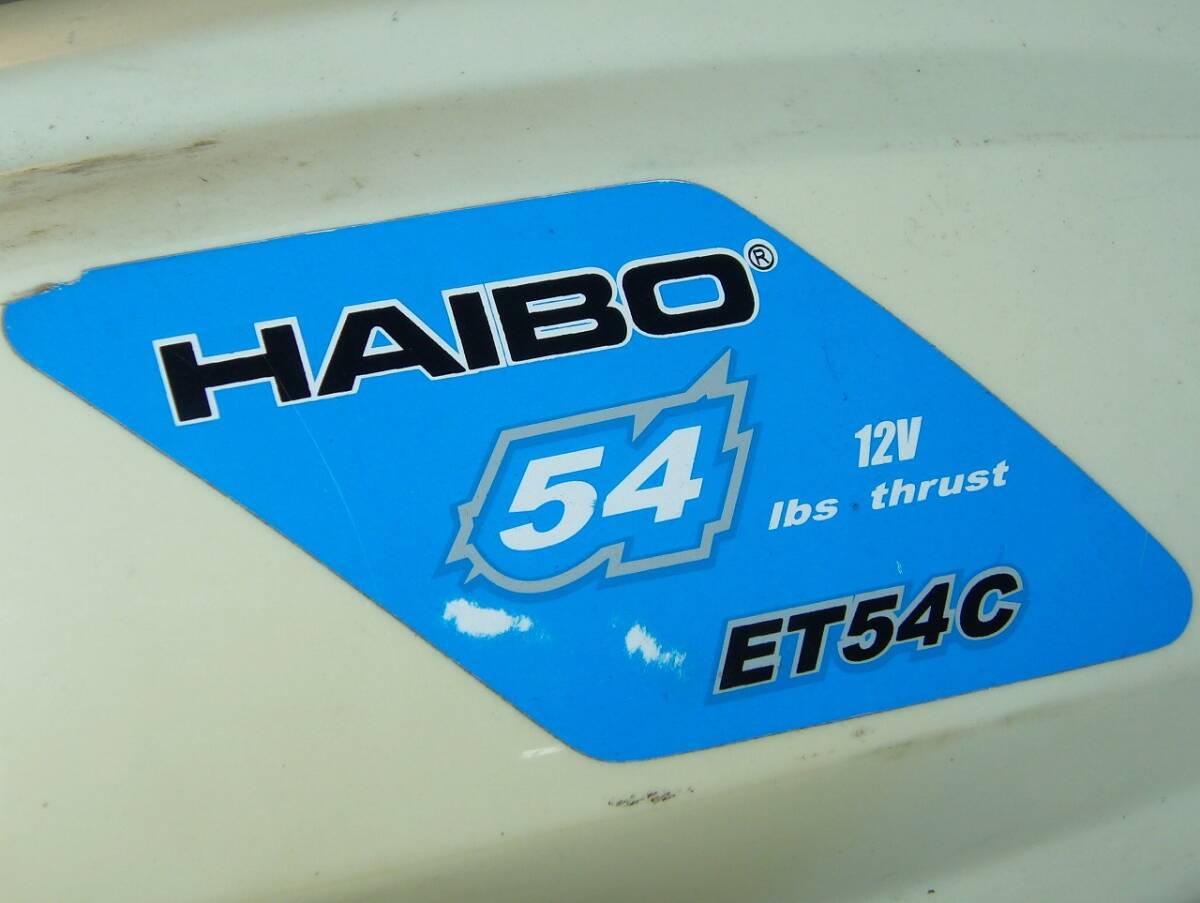 HAIBO®
54
12V
lbs thrust
ET54C